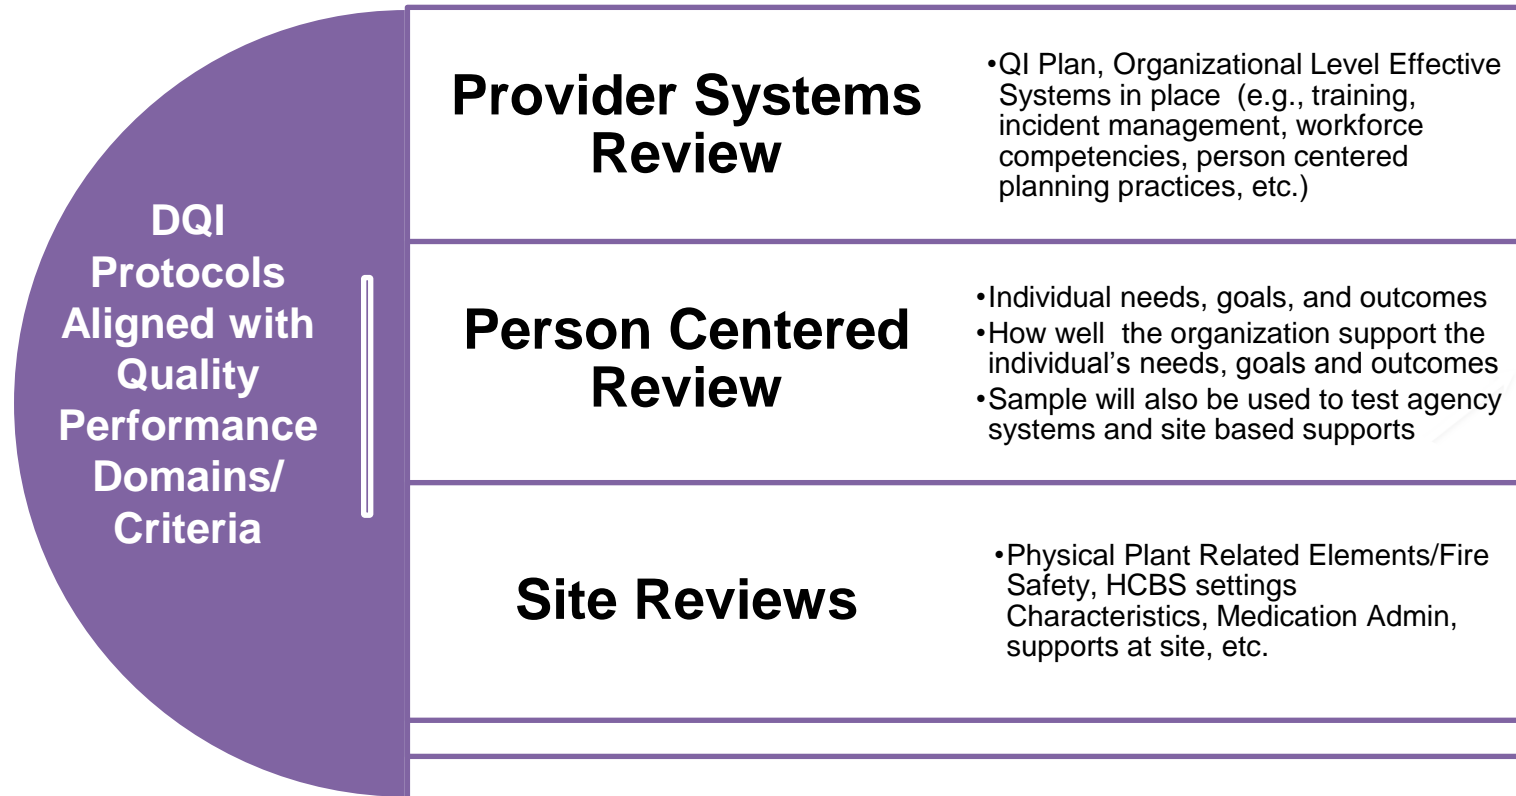 DQI
Protocols
Aligned with
Quality
Performance
Domains/
Criteria
Provider Systems
Review
•QI Plan, Organizational Level Effective
Systems in place  (e.g., training,
incident management, workforce
competencies, person centered
planning practices, etc.)
Person Centered
Review
•Individual needs, goals, and outcomes
•How well  the organization support the
individual’s needs, goals and outcomes
•Sample will also be used to test agency
systems and site based supports
Site Reviews
•Physical Plant Related Elements/Fire
Safety, HCBS settings
Characteristics, Medication Admin,
supports at site, etc.